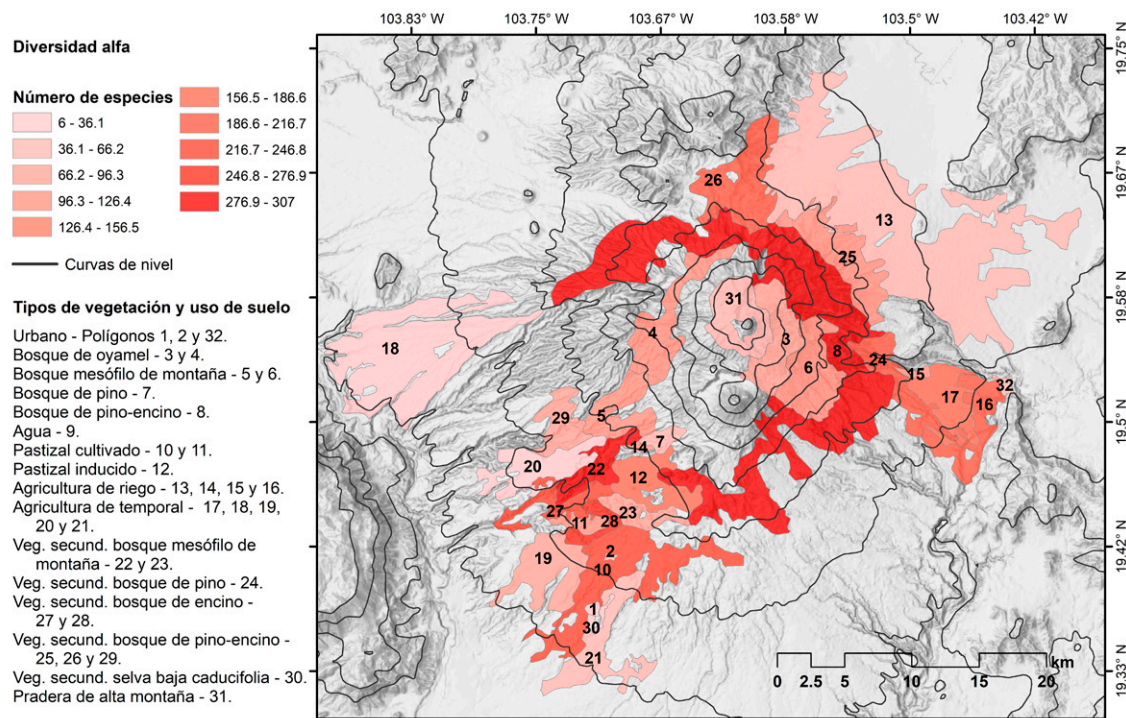 Diversidad alfa
Número de especies
6 - 36.1
36.1 - 66.2
66.2 - 96.3
96.3 - 126.4
126.4 - 156.5
156.5 - 186.6
186.6 - 216.7
216.7 - 246.8
246.8 - 276.9
276.9 - 307
Curvas de nivel
Tipos de vegetación y uso de suelo
Urbano - Polígonos 1, 2 y 32.
Bosque de oyamel - 3 y 4.
Bosque mesófilo de montaña - 5 y 6.
Bosque de pino - 7.
Bosque de pino-encino - 8.
Agua - 9.
Pastizal cultivado - 10 y 11.
Pastizal inducido - 12.
Agricultura de riego - 13, 14, 15 y 16.
Agricultura de temporal - 17, 18, 19,
20 y 21.
Veg. secund. bosque mesófilo de
montaña - 22 y 23.
Veg. secund. bosque de pino - 24.
Veg. secund. bosque de encino -
27 y 28.
Veg. secund. bosque de pino-encino -
25, 26 y 29.
Veg. secund. selva baja caducifolia - 30.
Pradera de alta montaña - 31.
103.83° W
103.75° W
103.67° W
103.58° W
103.5° W
103.42° W
19.75° N
19.67° N
19.58° N
19.5° N
19.42° N
19.33° N
26
13
25
31
4
3
18
8
24
6
15
32
17
16
29
5
7
14
20
22
12
27
23
11
28
2
19
10
1
30
21
km
0
2.5
5
10
15
20